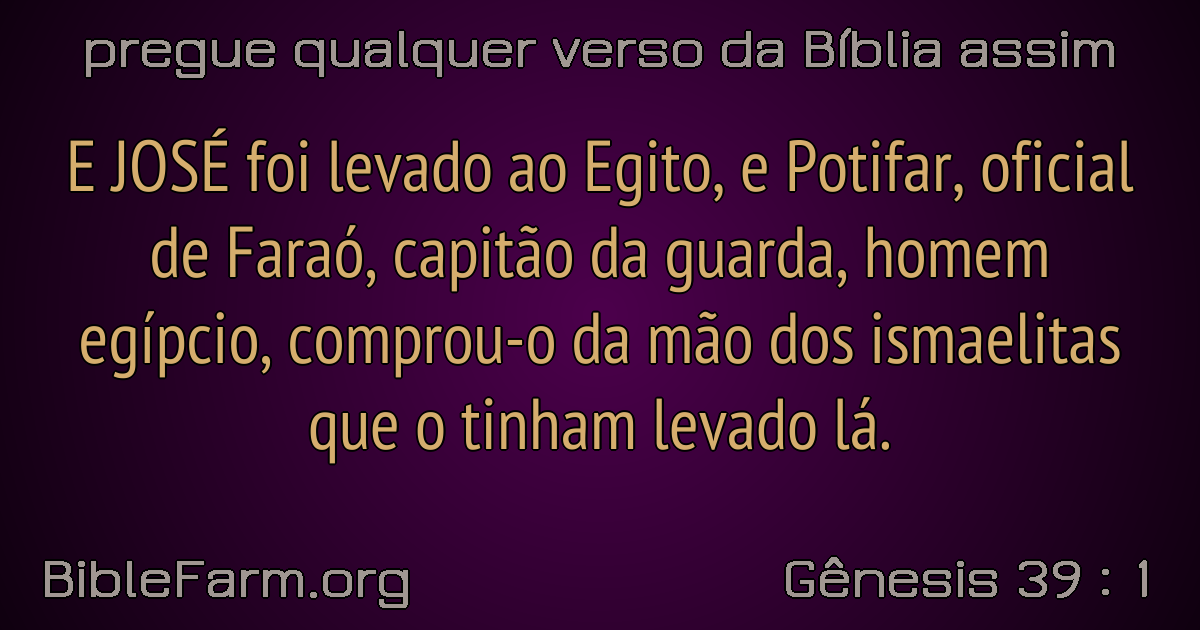 pregue qualquer verso da Bíblia assim
E JOSÉ foi levado ao Egito, e Potifar, oficial
de Faraó, capitão da guarda, homem
egípcio, comprou-o da mão dos ismaelitas
que o tinham levado lá.
BibleFarm.org
Gênesis 39 : 1